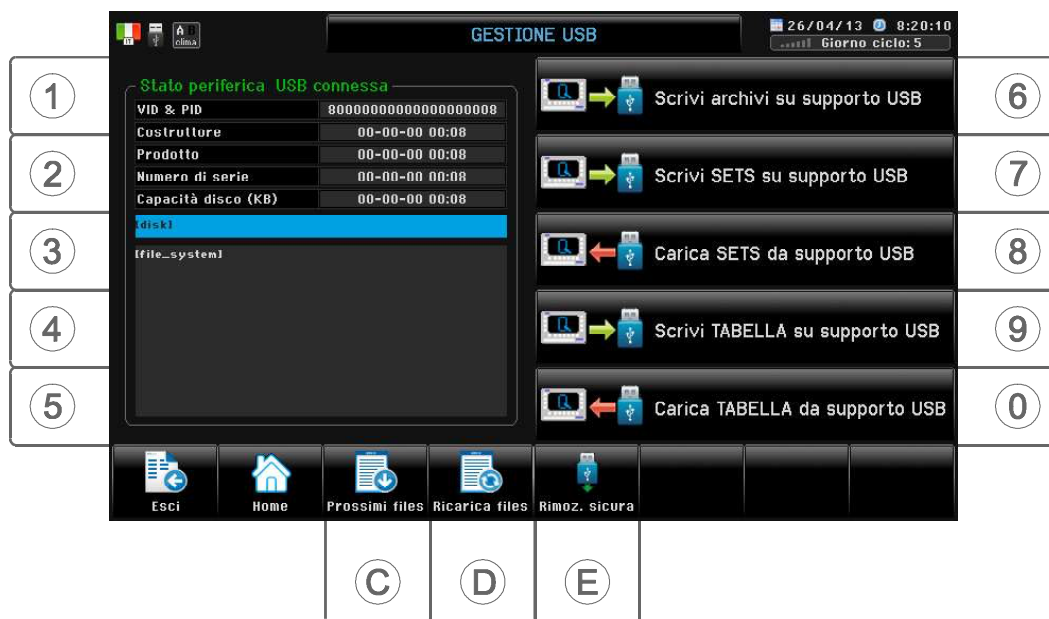 IT
A B
clima
GESTIONE USB
26/04/13 8:20:10
Giorno ciclo: 5
Stato periferica USB connessa
VID & PID 80000000000000000008
Costruttore 00-00-00 00:08
Prodotto 00-00-00 00:08
Numero di serie 00-00-00 00:08
Capacità disco (KB) 00-00-00 00:08
[disk]
[file_system]
1
2
3
4
5
Scrivi archivi su supporto USB
Scrivi SETS su supporto USB
Carica SETS da supporto USB
Scrivi TABELLA su supporto USB
Carica TABELLA da supporto USB
6
7
8
9
0
Esci
Home
Prossimi files
Ricarica files
Rimoz. sicura
C
D
E